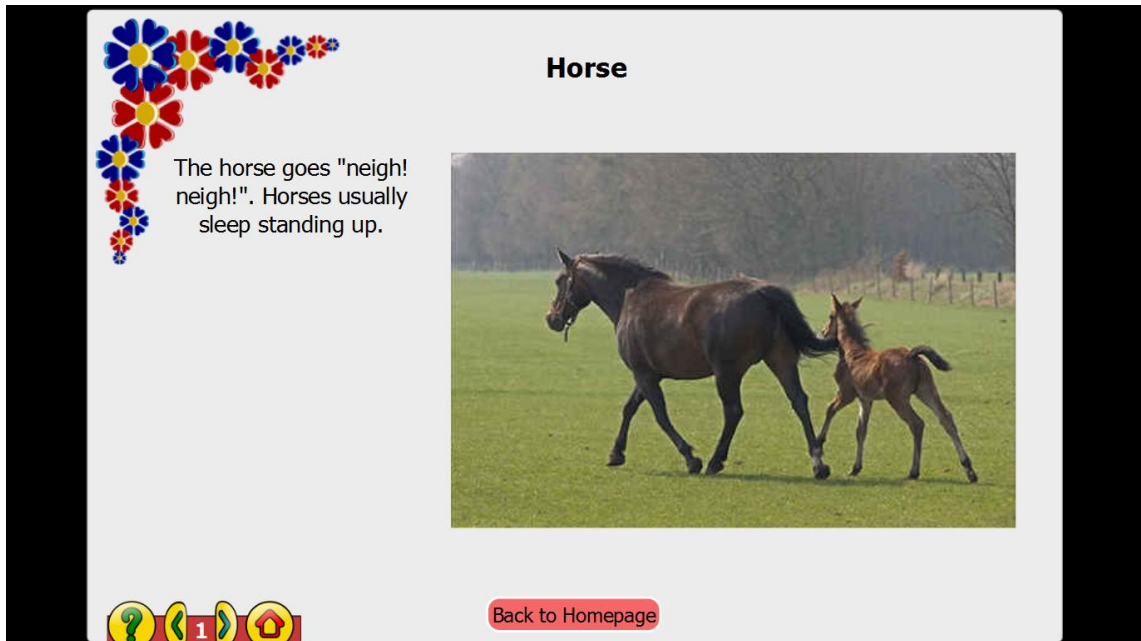 Horse
The horse goes "neigh!
neigh!". Horses usually
sleep standing up.
Back to Homepage
?
1